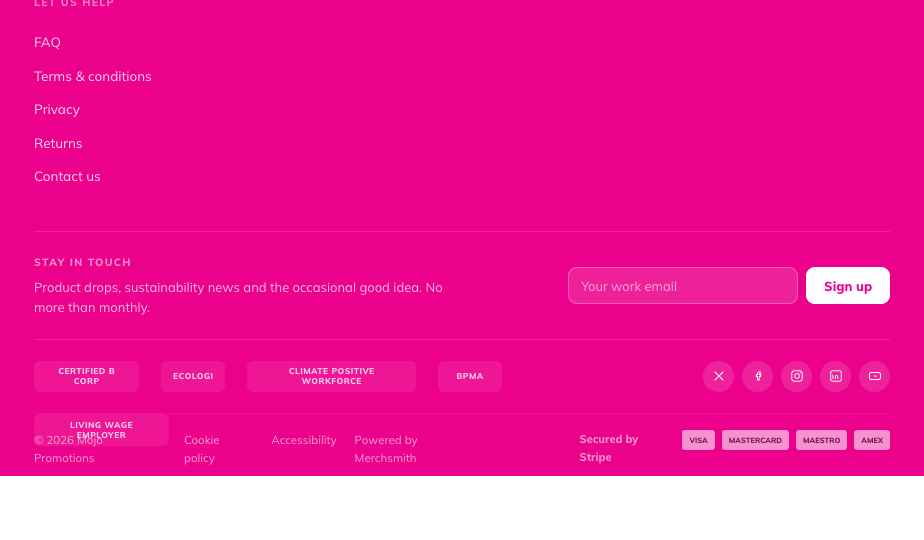 LET US HELP
FAQ
Terms & conditions
Privacy
Returns
Contact us
STAY IN TOUCH
Product drops, sustainability news and the occasional good idea. No
more than monthly.
Your work email
Sign up
CERTIFIED B
CORP
ECOLOGI
CLIMATE POSITIVE
WORKFORCE
BPMA
LIVING WAGE
EMPLOYER
© 2026 Mojo
Promotions
Cookie
policy
Accessibility
Powered by
Merchsmith
Secured by
Stripe
VISA
MASTERCARD
MAESTRO
AMEX